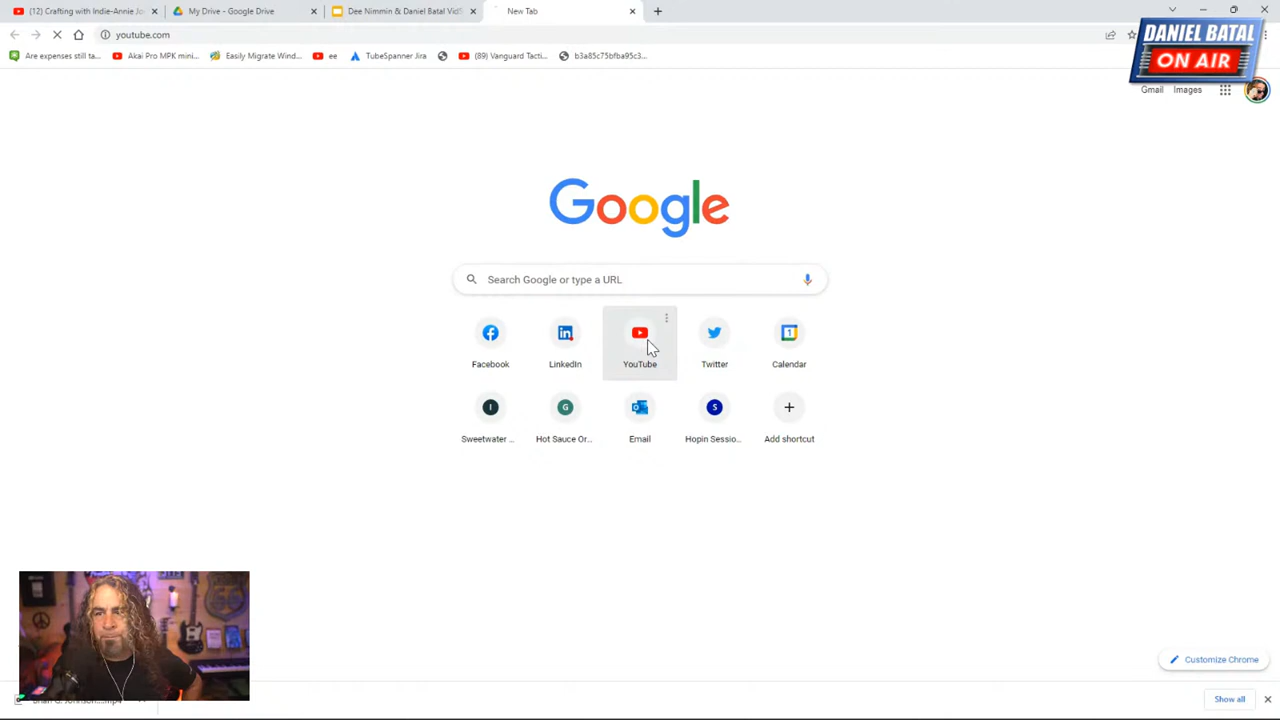 (12) Crafting with Indie-Annie Jo
My Drive - Google Drive
Dee Nimmin & Daniel Batal VidS
New Tab
youtube.com
Are expenses still ta...
Akai Pro MPK mini...
Easily Migrate Wind...
ee
TubeSpanner Jira
(89) Vanguard Tacti...
b3a85c75bfba95c3...
DANIEL BATAL
ON AIR
Gmail
Images
Google
Search Google or type a URL
Facebook
LinkedIn
YouTube
Twitter
Calendar
Sweetwater ...
Hot Sauce Or...
Email
Hopin Sessio...
Add shortcut
Customize Chrome
Show all